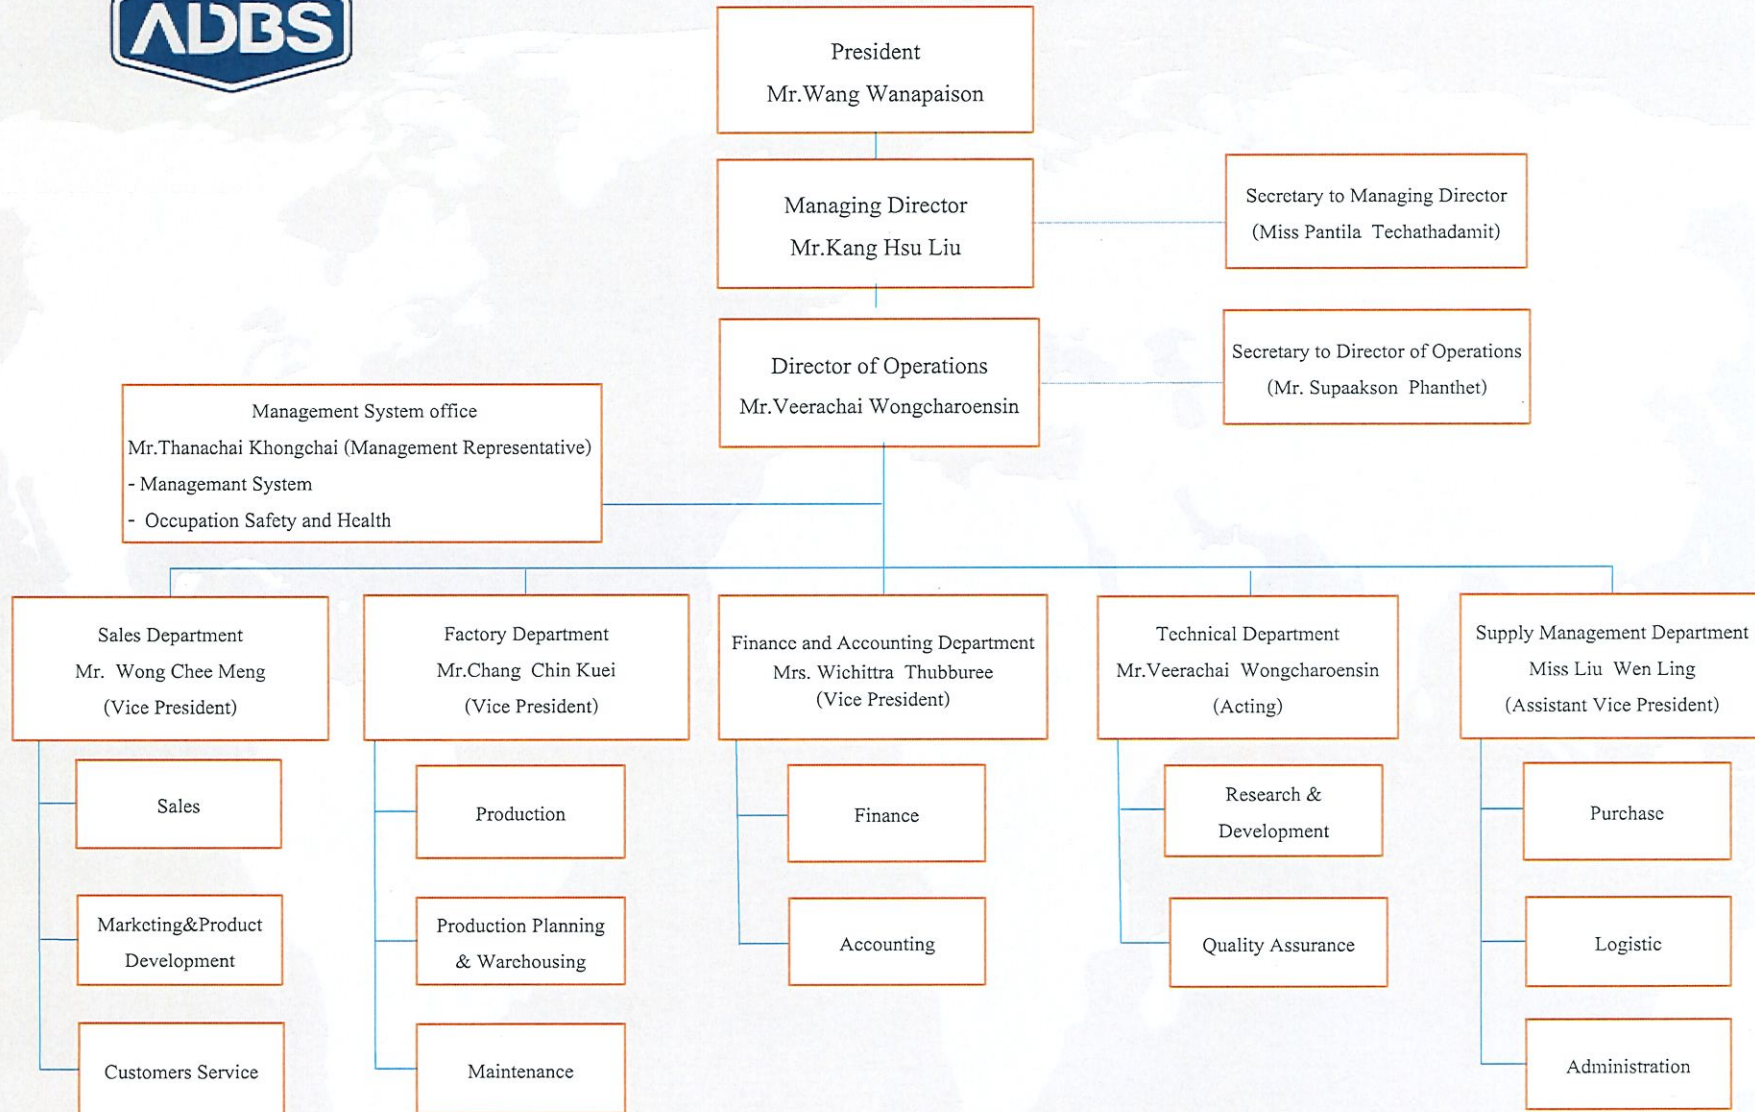 ADBS
President
Mr.Wang Wanapaison
Managing Director
Mr.Kang Hsu Liu
Secretary to Managing Director
(Miss Pantila Techathadamit)
Director of Operations
Mr.Veerachai Wongcharoensin
Secretary to Director of Operations
(Mr. Supaakson Phanthet)
Management System office
Mr.Thanachai Khongchai (Management Representative)
- Managemant System
- Occupation Safety and Health
Sales Department
Mr. Wong Chee Meng
(Vice President)
Factory Department
Mr.Chang Chin Kuei
(Vice President)
Finance and Accounting Department
Mrs. Wichittra Thubburee
(Vice President)
Technical Department
Mr.Veerachai Wongcharoensin
(Acting)
Supply Management Department
Miss Liu Wen Ling
(Assistant Vice President)
Sales
Marketing&Product
Development
Customers Service
Production
Production Planning
& Warehousing
Maintenance
Finance
Accounting
Research &
Development
Quality Assurance
Purchase
Logistic
Administration